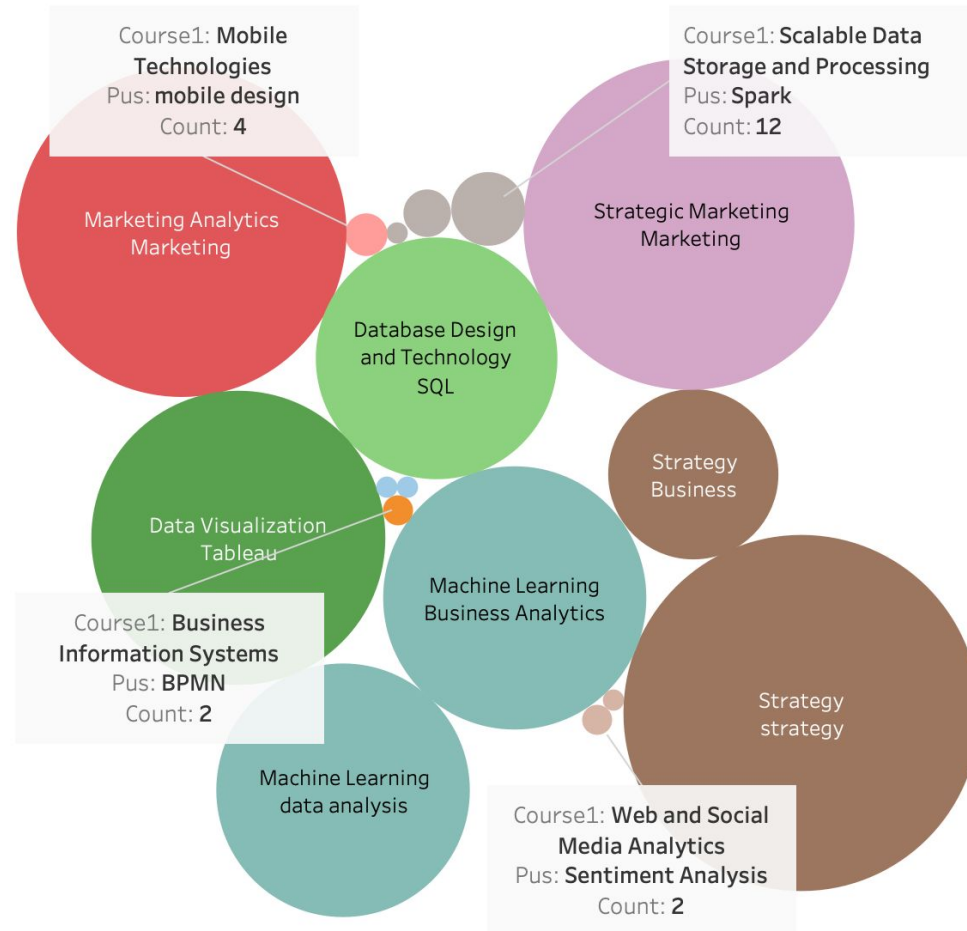 Course1: Mobile
Technologies
Pus: mobile design
Count: 4
Course1: Scalable Data
Storage and Processing
Pus: Spark
Count: 12
Marketing Analytics
Marketing
Strategic Marketing
Marketing
Database Design
and Technology
SQL
Strategy
Business
Data Visualization
Tableau
Machine Learning
Business Analytics
Course1: Business
Information Systems
Pus: BPMN
Count: 2
Strategy
strategy
Machine Learning
data analysis
Course1: Web and Social
Media Analytics
Pus: Sentiment Analysis
Count: 2